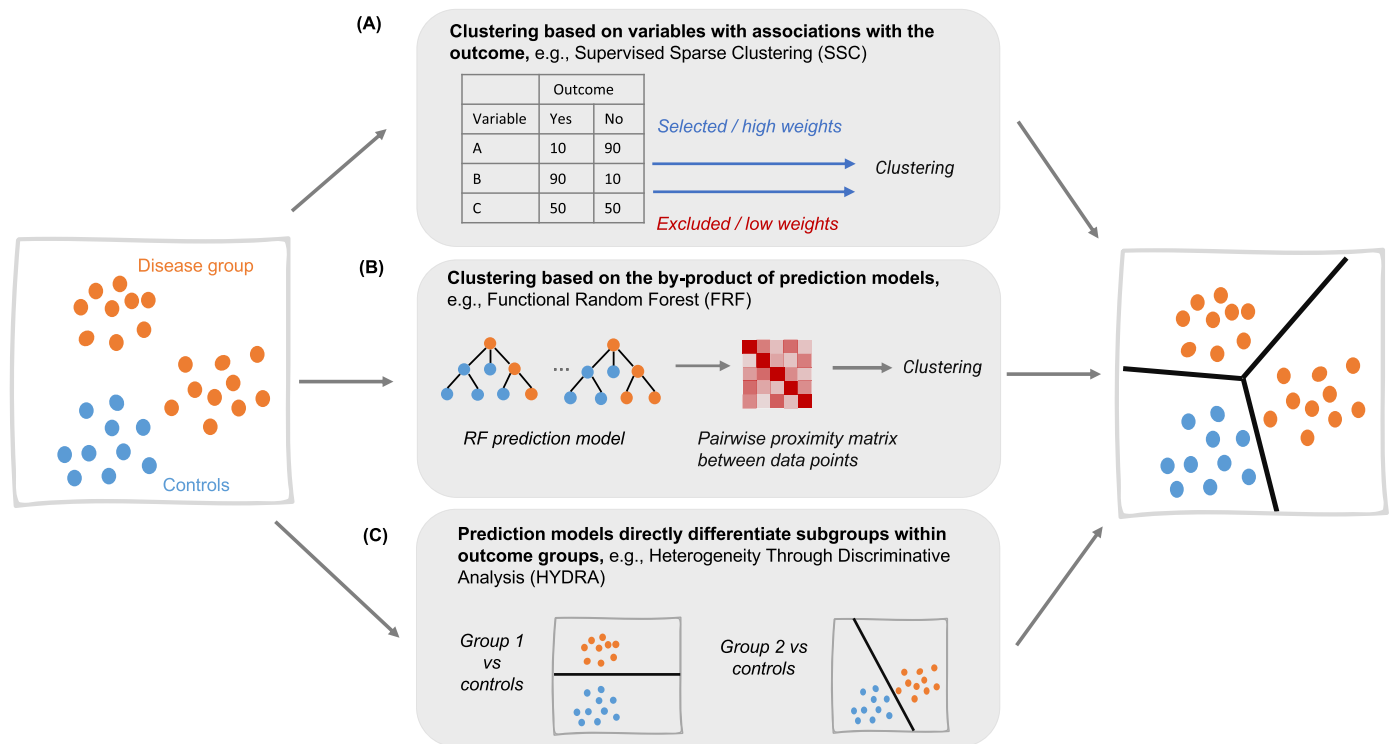 (A)
Clustering based on variables with associations with the
outcome, e.g., Supervised Sparse Clustering (SSC)
Outcome
Variable Yes No
A 10 90
B 90 10
C 50 50
Selected / high weights
Clustering
Excluded / low weights
Disease group
Controls
(B)
Clustering based on the by-product of prediction models,
e.g., Functional Random Forest (FRF)
...
Clustering
RF prediction model
Pairwise proximity matrix
between data points
(C)
Prediction models directly differentiate subgroups within
outcome groups, e.g., Heterogeneity Through Discriminative
Analysis (HYDRA)
Group 1
vs
controls
Group 2 vs
controls